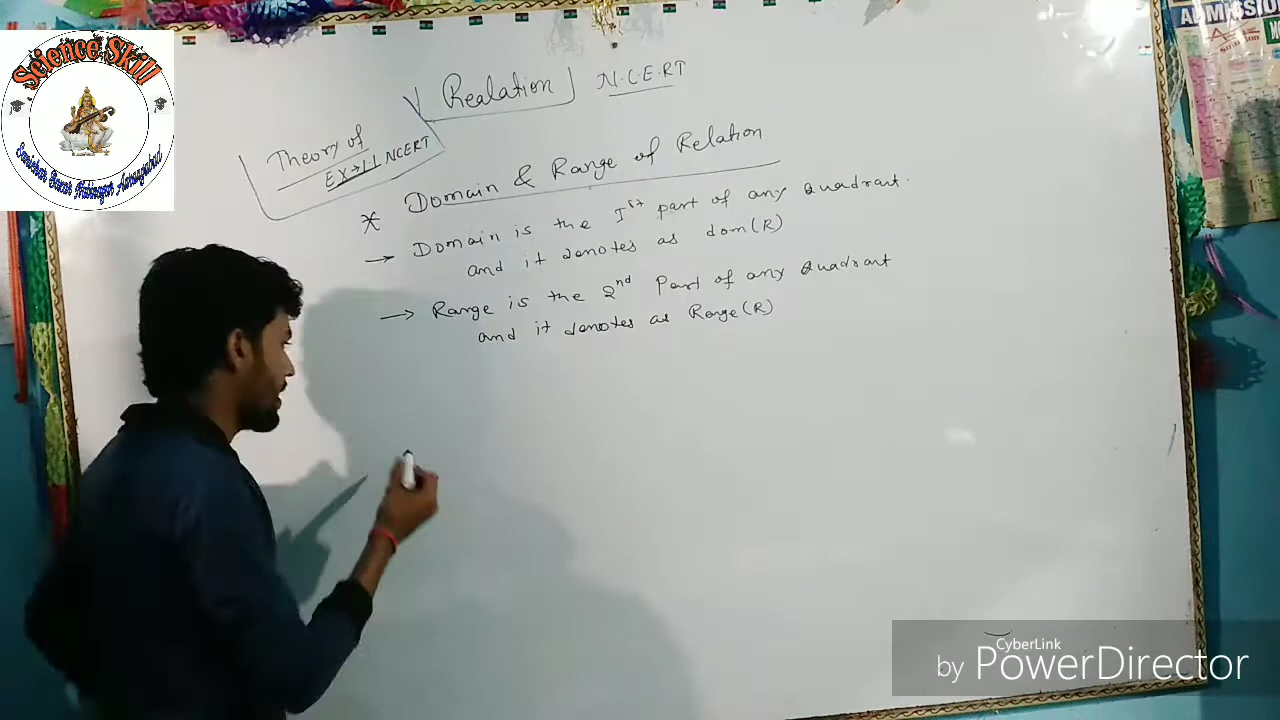 Science Skill
Realation N.C.E.RT
Theory of
Ex→1.1 NCERT
* Domain & Range of Relation
→ Domain is the Ist part of any Quadrant.
and it denotes as dom(R)
→ Range is the 2nd Part of any Quadrant
and it denotes as Range(R)
ADMISSION
CyberLink
by PowerDirector